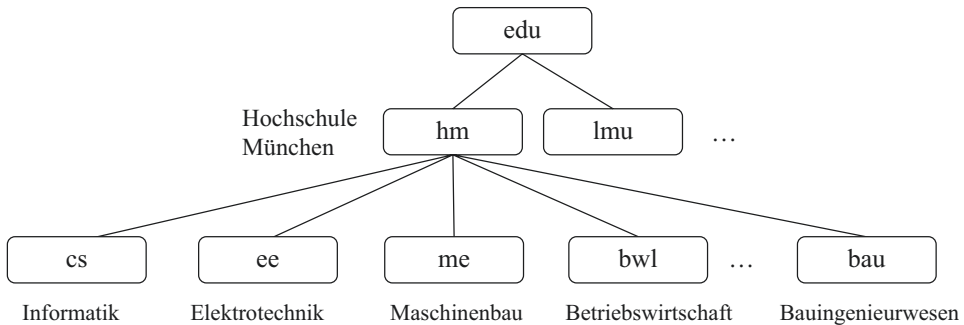 edu
Hochschule
München
hm
lmu
…
cs
ee
me
bwl
…
bau
Informatik
Elektrotechnik
Maschinenbau
Betriebswirtschaft
Bauingenieurwesen